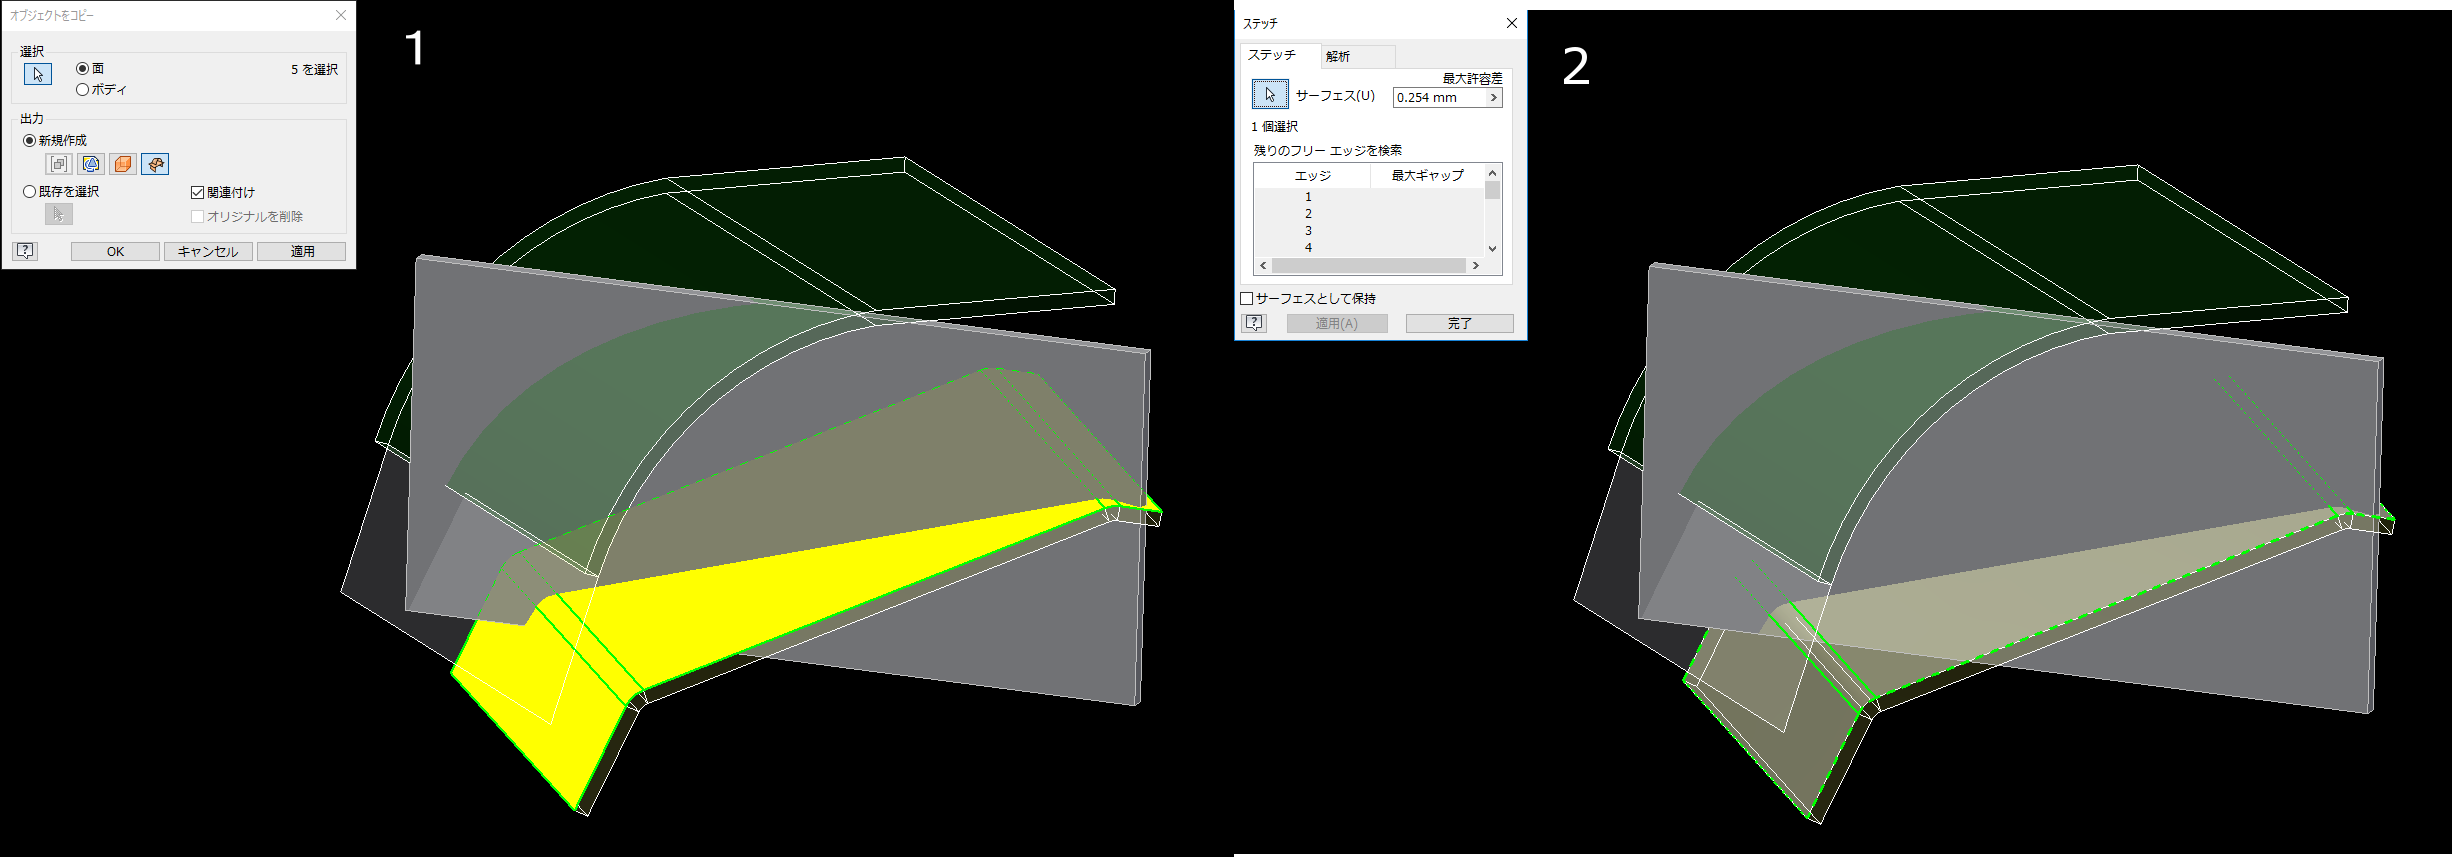 オブジェクトをコピー
選択
面
5 を選択
ボディ
出力
新規作成
既存を選択
関連付け
オリジナルを削除
OK
キャンセル
適用
1
ステッチ
ステッチ
解析
最大許容差
サーフェス(U)
0.254 mm
1 個選択
残りのフリー エッジを検索
エッジ
最大ギャップ
1
2
3
4
サーフェスとして保持
適用(A)
完了
2